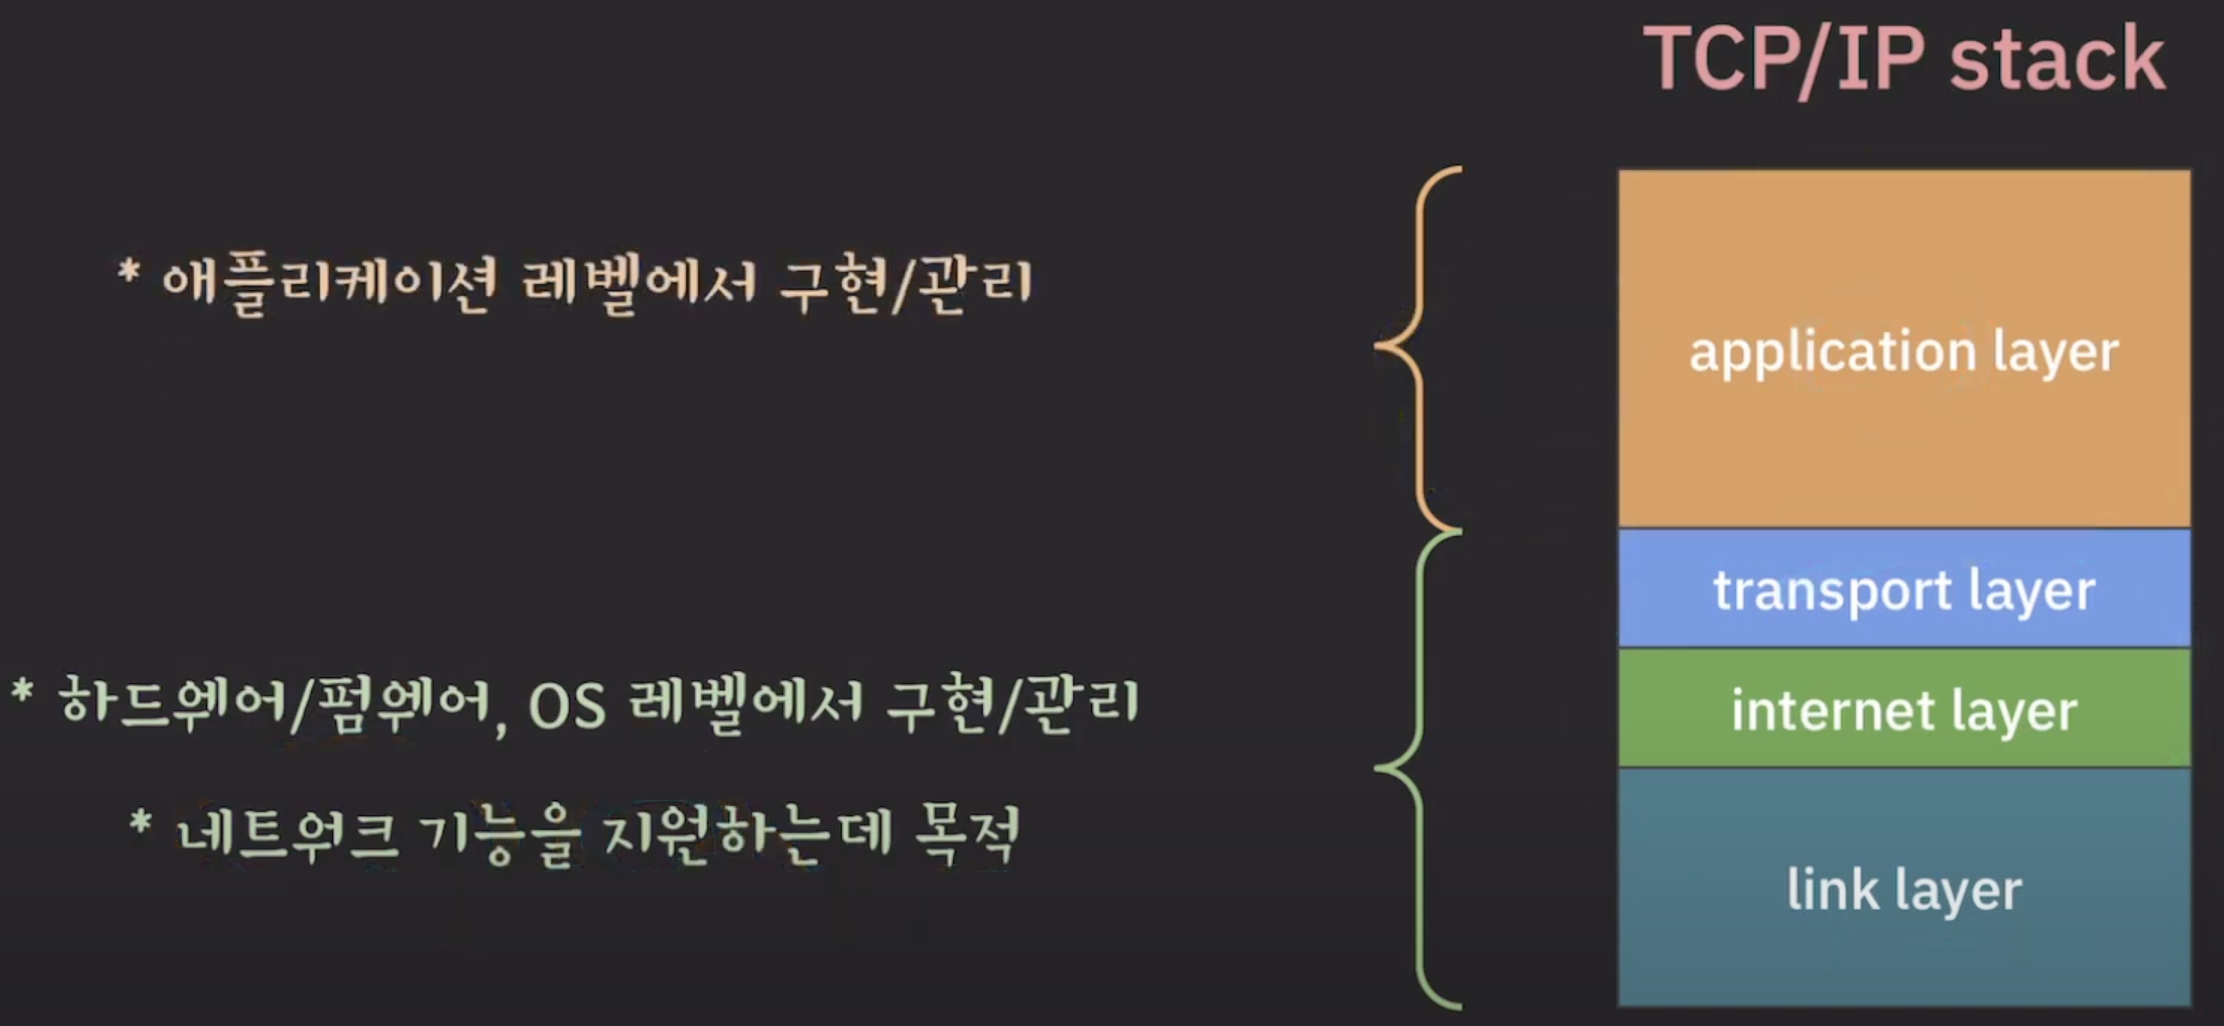 TCP/IP stack
* 애플리케이션 레벨에서 구현/관리
application layer
transport layer
* 하드웨어/펌웨어, OS 레벨에서 구현/관리
internet layer
* 네트워크 기능을 지원하는데 목적
link layer